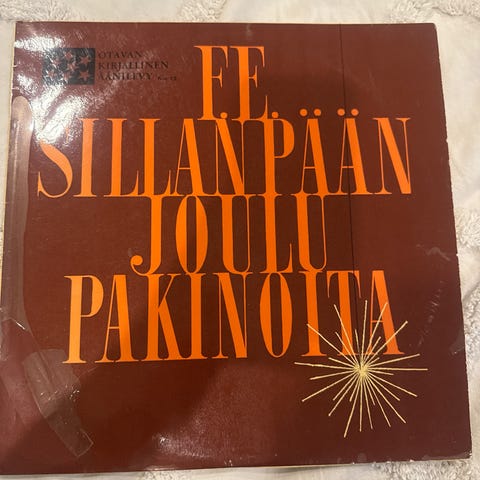 OTAVAN
KIRJALLINEN
ÄÄNILEVY
F.E.
SILLANPÄÄN
JOULU
PAKINOITA